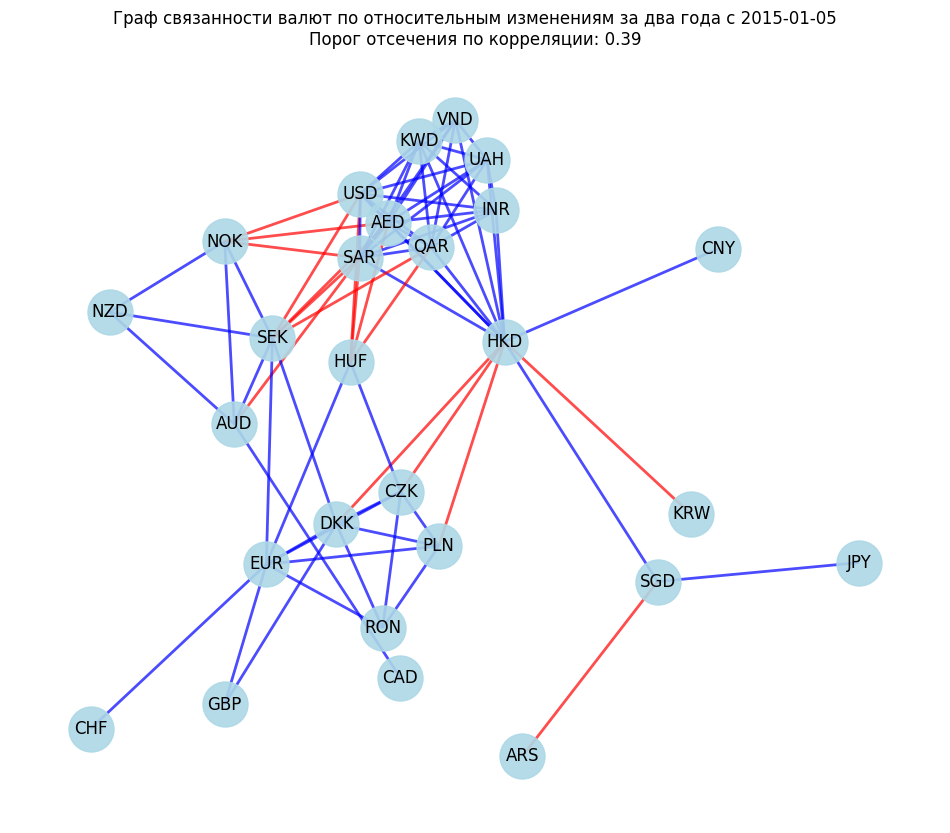 Граф связанности валют по относительным изменениям за два года с 2015-01-05
Порог отсечения по корреляции: 0.39
VND
KWD
UAH
USD
INR
AED
NOK
QAR
CNY
SAR
NZD
SEK
HKD
HUF
AUD
CZK
KRW
DKK
PLN
EUR
JPY
SGD
RON
CAD
GBP
CHF
ARS